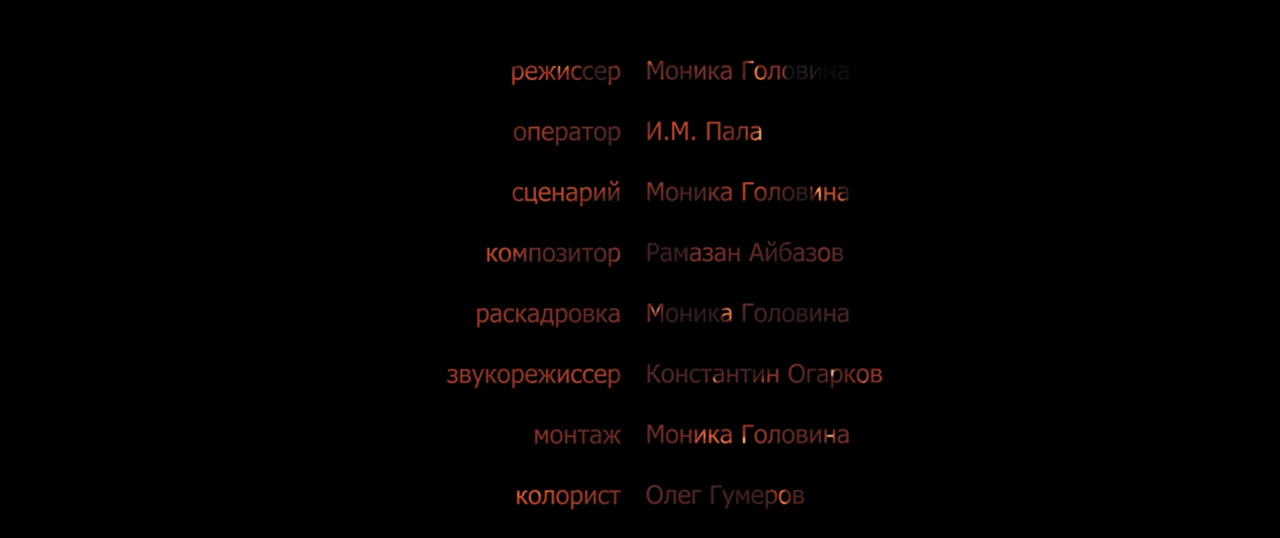 режиссер Моника Головина
оператор И.М. Пала
сценарий Моника Головина
композитор Рамазан Айбазов
раскадровка Моника Головина
звукорежиссер Константин Огарков
монтаж Моника Головина
колорист Олег Гумеров